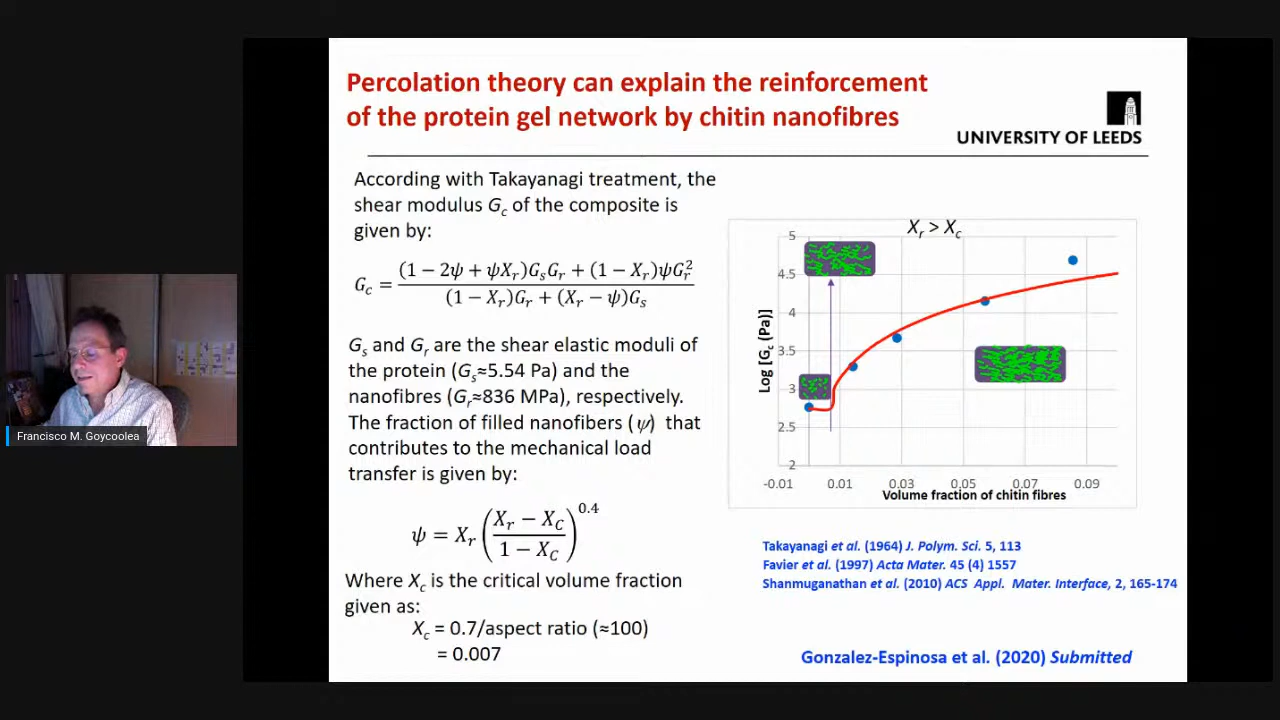 Percolation theory can explain the reinforcement
of the protein gel network by chitin nanofibres
UNIVERSITY OF LEEDS
According with Takayanagi treatment, the
shear modulus Gc of the composite is
given by:
Gc = (1 − 2ψ + ψXr)GsGr + (1 − Xr)ψGr² / (1 − Xr)Gr + (Xr − ψ)Gs
Gs and Gr are the shear elastic moduli of
the protein (Gs≈5.54 Pa) and the
nanofibres (Gr≈836 MPa), respectively.
The fraction of filled nanofibers (ψ) that
contributes to the mechanical load
transfer is given by:
ψ = Xr (Xr − XC / 1 − XC)^0.4
Where Xc is the critical volume fraction
given as:
Xc = 0.7/aspect ratio (≈100)
= 0.007
Xr > Xc
5
4.5
4
3.5
3
2.5
2
Log [Gc (Pa)]
-0.01 0.01 0.03 0.05 0.07 0.09
Volume fraction of chitin fibres
Takayanagi et al. (1964) J. Polym. Sci. 5, 113
Favier et al. (1997) Acta Mater. 45 (4) 1557
Shanmuganathan et al. (2010) ACS Appl. Mater. Interface, 2, 165-174
Gonzalez-Espinosa et al. (2020) Submitted
Francisco M. Goycoolea